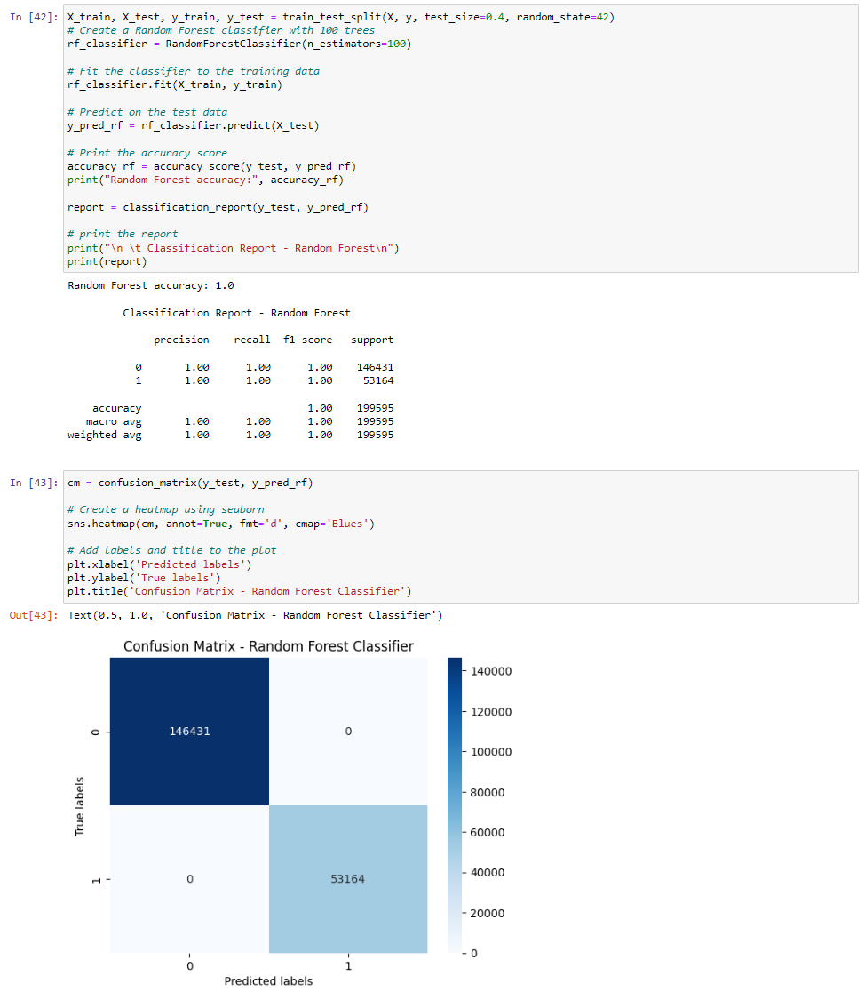 In [42]: X_train, X_test, y_train, y_test = train_test_split(X, y, test_size=0.4, random_state=42)
# Create a Random Forest classifier with 100 trees
rf_classifier = RandomForestClassifier(n_estimators=100)
# Fit the classifier to the training data
rf_classifier.fit(X_train, y_train)
# Predict on the test data
y_pred_rf = rf_classifier.predict(X_test)
# Print the accuracy score
accuracy_rf = accuracy_score(y_test, y_pred_rf)
print("Random Forest accuracy:", accuracy_rf)
report = classification_report(y_test, y_pred_rf)
# print the report
print("\n \t Classification Report - Random Forest\n")
print(report)
Random Forest accuracy: 1.0
Classification Report - Random Forest
precision recall f1-score support
0 1.00 1.00 1.00 146431
1 1.00 1.00 1.00 53164
accuracy 1.00 199595
macro avg 1.00 1.00 1.00 199595
weighted avg 1.00 1.00 1.00 199595
In [43]: cm = confusion_matrix(y_test, y_pred_rf)
# Create a heatmap using seaborn
sns.heatmap(cm, annot=True, fmt='d', cmap='Blues')
# Add labels and title to the plot
plt.xlabel('Predicted labels')
plt.ylabel('True labels')
plt.title('Confusion Matrix - Random Forest Classifier')
Out[43]: Text(0.5, 1.0, 'Confusion Matrix - Random Forest Classifier')
Confusion Matrix - Random Forest Classifier
True labels
0
1
146431 0
0 53164
0 1
Predicted labels
140000
120000
100000
80000
60000
40000
20000
0